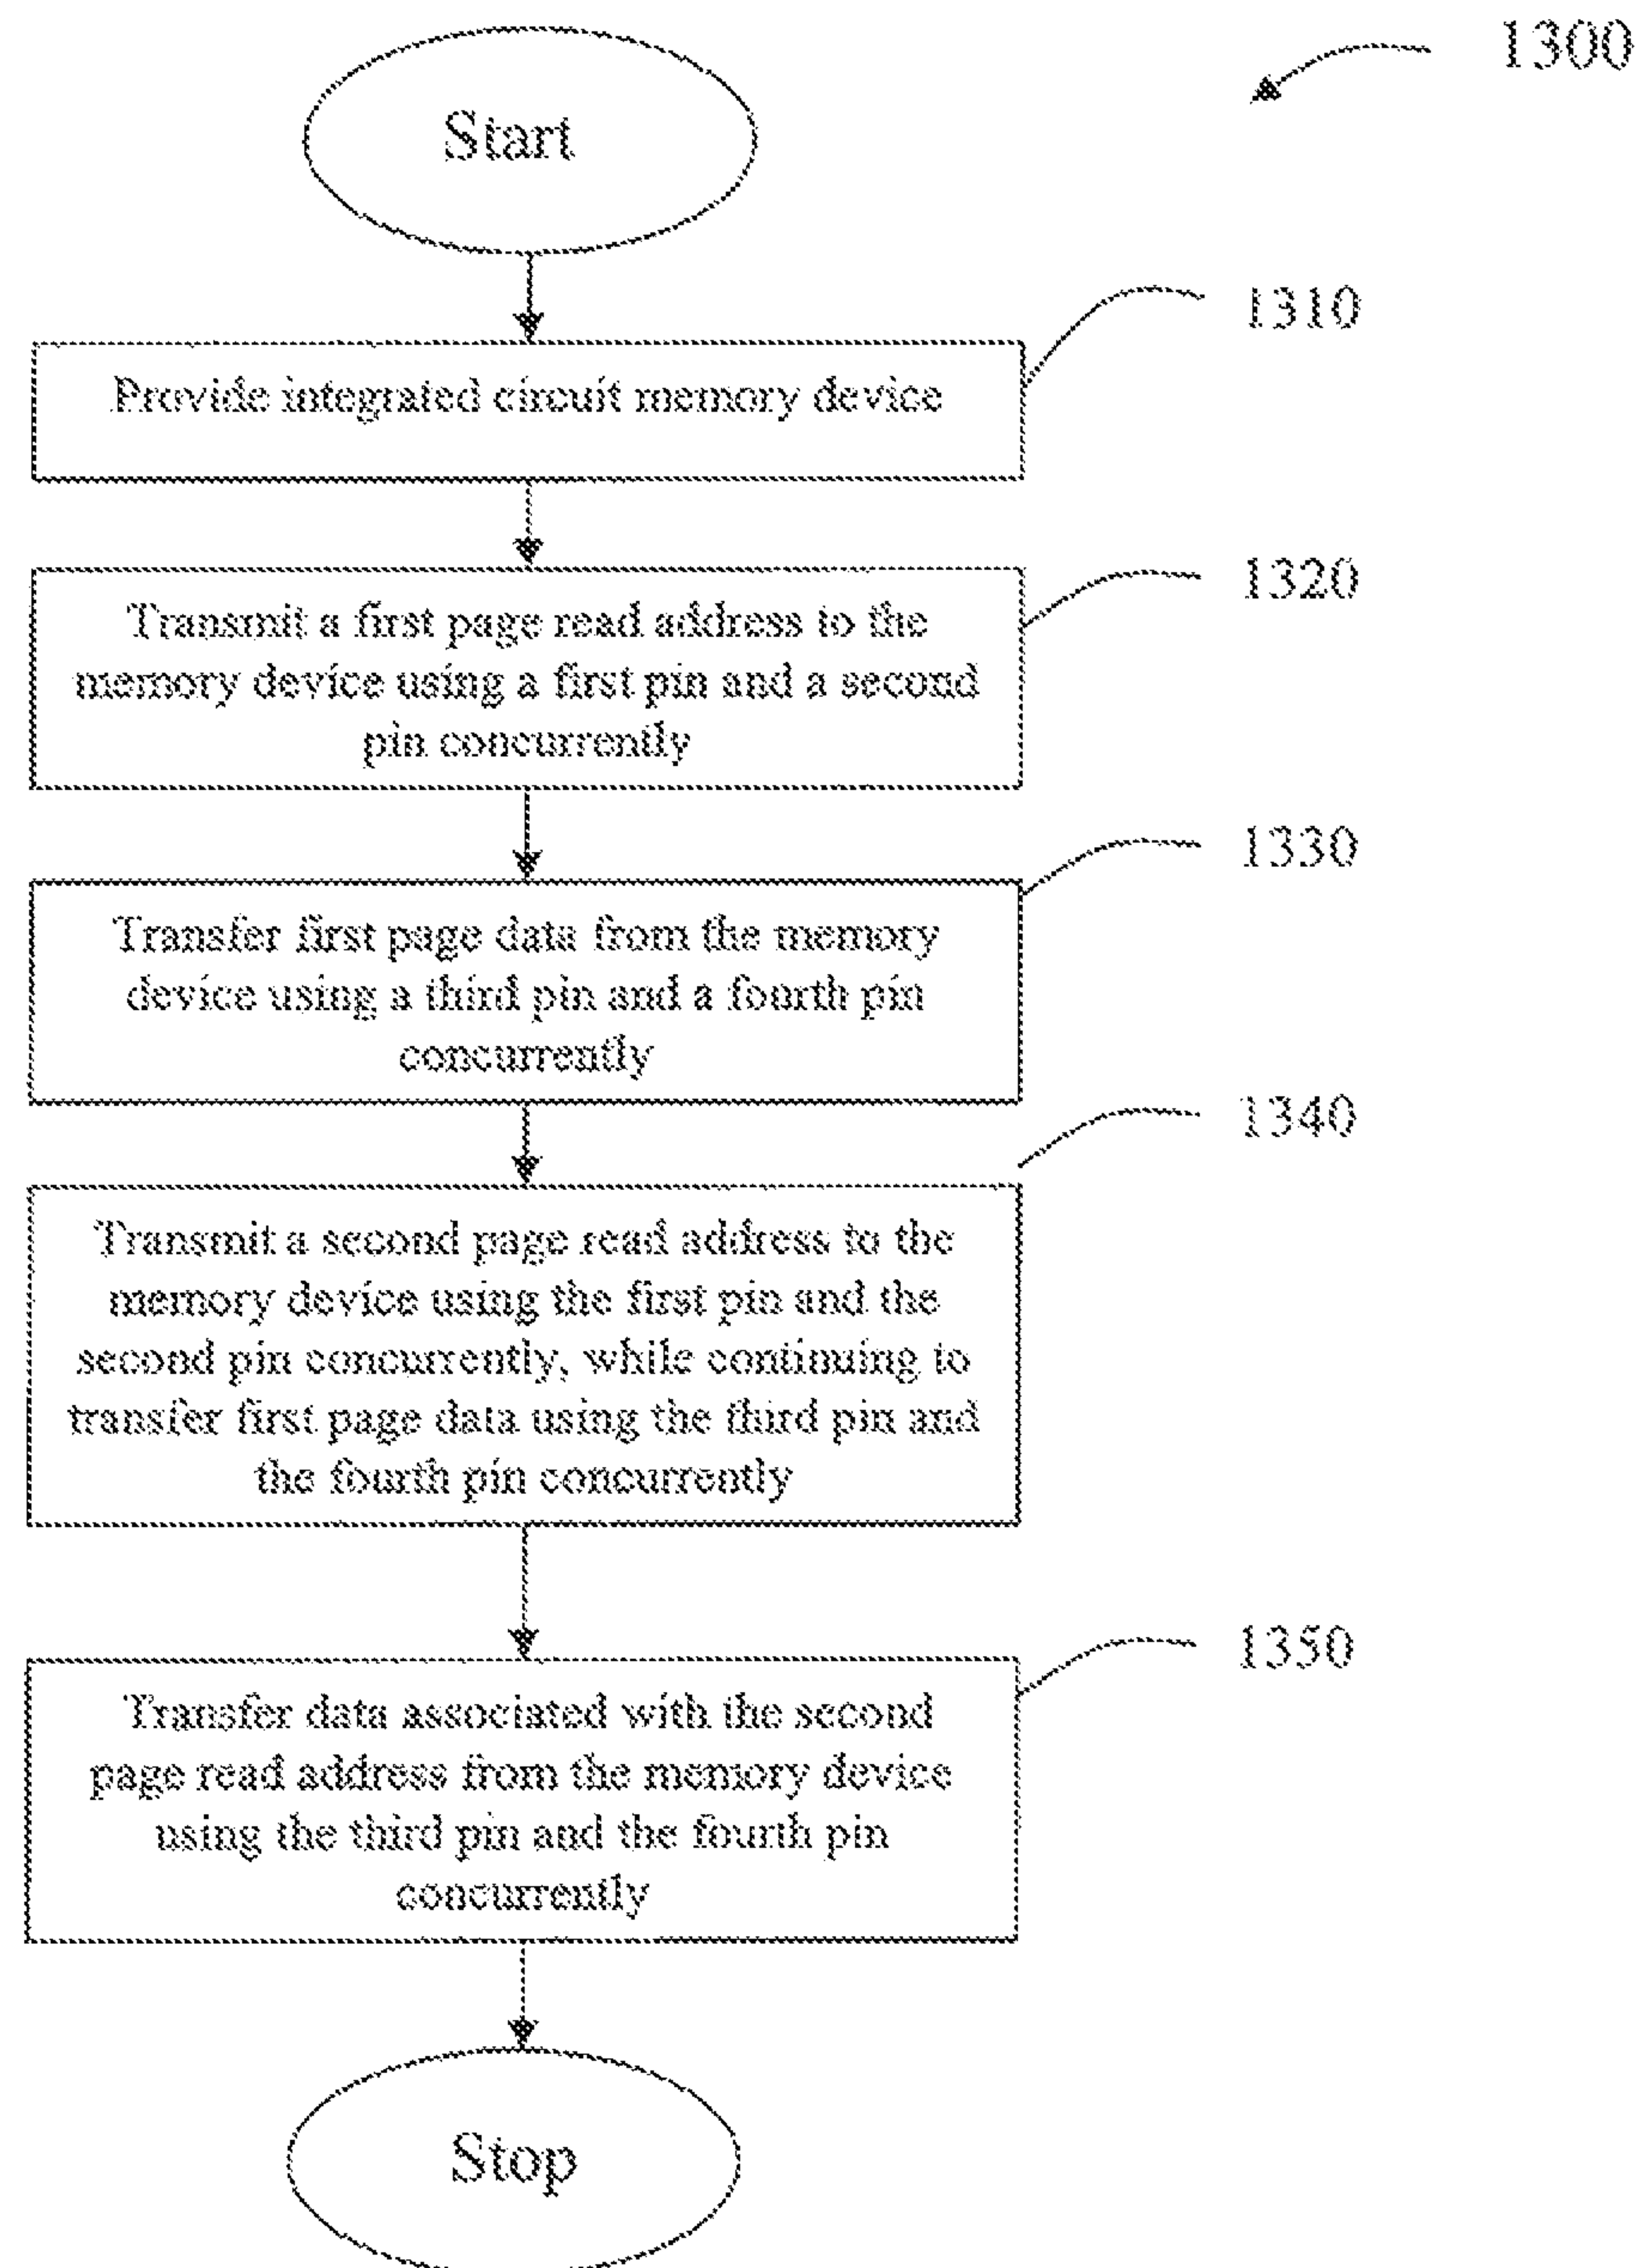 1300
Start
1310
Provide integrated circuit memory device
1320
Transmit a first page read address to the
memory device using a first pin and a second
pin concurrently
1330
Transfer first page data from the memory
device using a third pin and a fourth pin
concurrently
1340
Transmit a second page read address to the
memory device using the first pin and the
second pin concurrently, while continuing to
transfer first page data using the third pin and
the fourth pin concurrently
1350
Transfer data associated with the second
page read address from the memory device
using the third pin and the fourth pin
concurrently
Stop